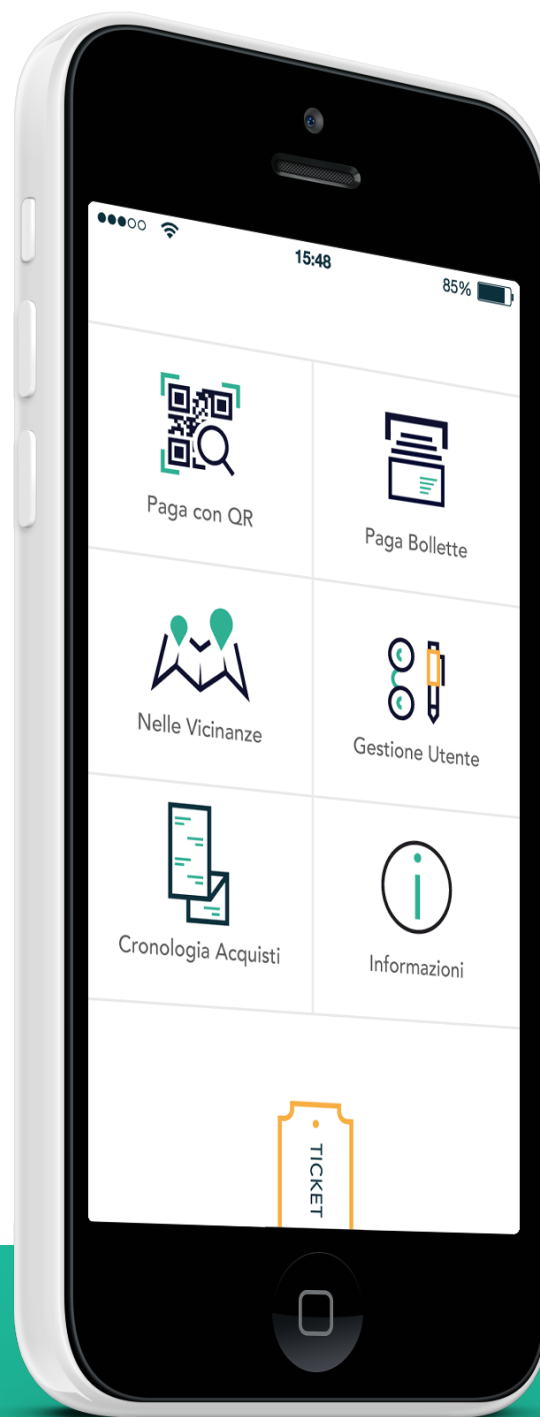 15:48
85%
Paga con QR
Paga Bollette
Nelle Vicinanze
Gestione Utente
Cronologia Acquisti
Informazioni
TICKET